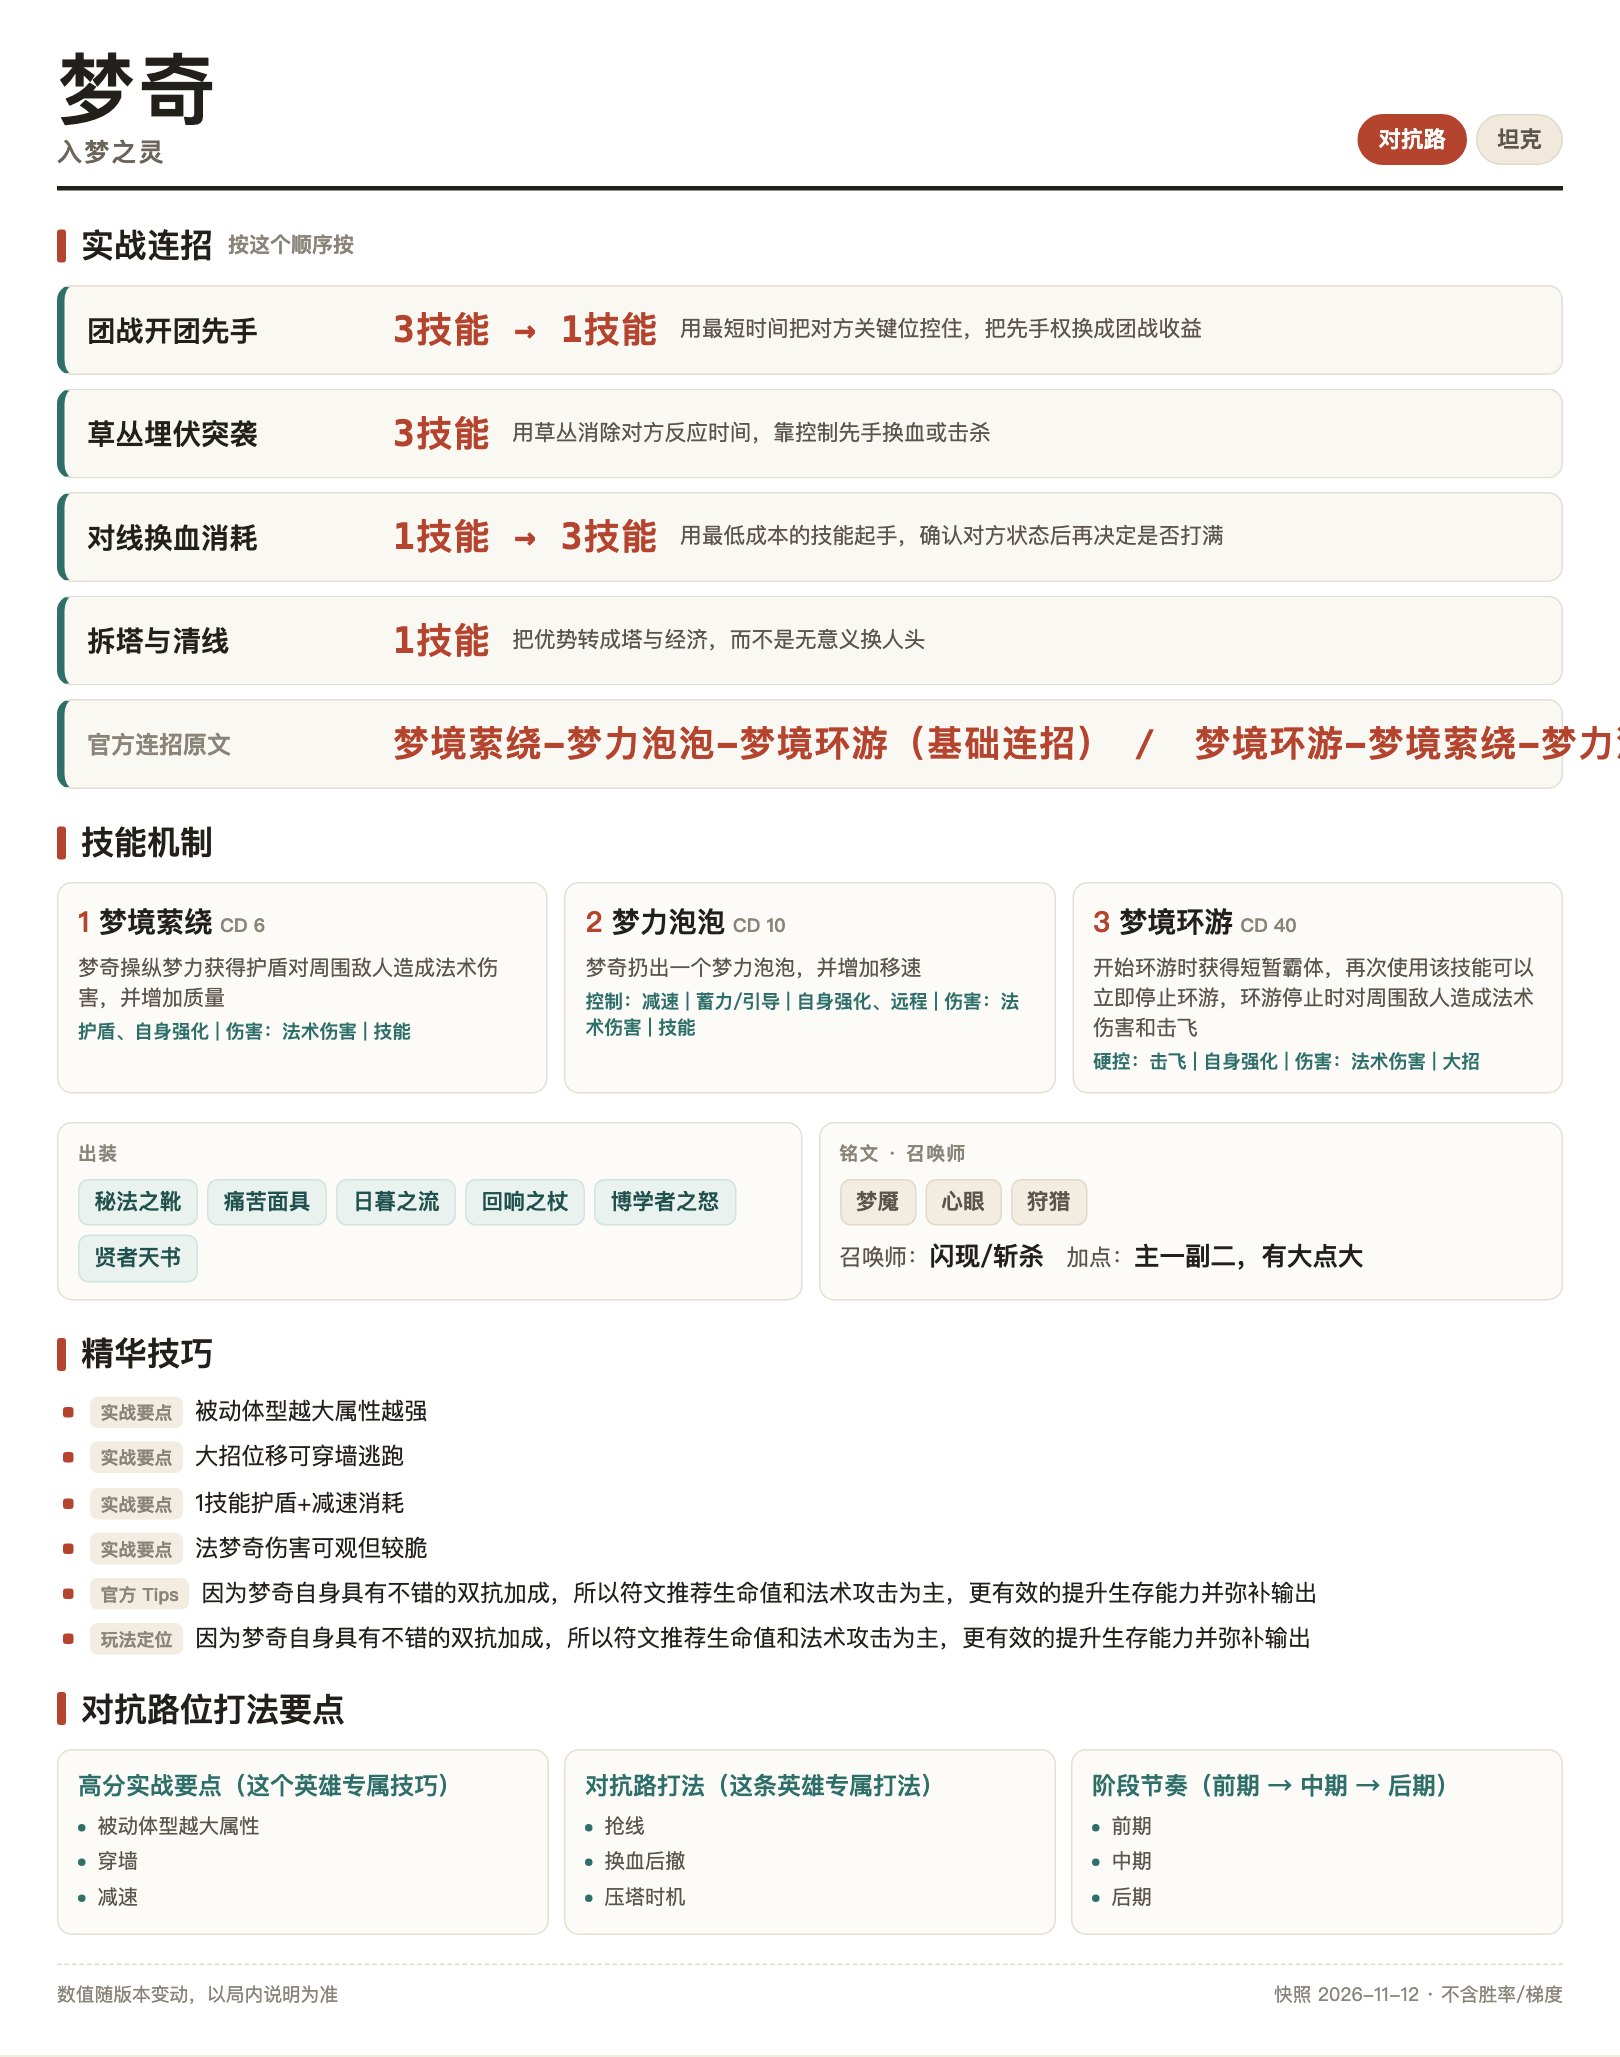 梦奇
入梦之灵
对抗路 坦克
实战连招 按这个顺序按
团战开团先手 3技能 → 1技能 用最短时间把对方关键位控住，把先手权换成团战收益
草丛埋伏突袭 3技能 用草丛消除对方反应时间，靠控制先手换血或击杀
对线换血消耗 1技能 → 3技能 用最低成本的技能起手，确认对方状态后再决定是否打满
拆塔与清线 1技能 把优势转成塔与经济，而不是无意义换人头
官方连招原文 梦境萦绕-梦力泡泡-梦境环游（基础连招） / 梦境环游-梦境萦绕-梦力
技能机制
1 梦境萦绕 CD 6
梦奇操纵梦力获得护盾对周围敌人造成法术伤
害，并增加质量
护盾、自身强化 | 伤害：法术伤害 | 技能
2 梦力泡泡 CD 10
梦奇扔出一个梦力泡泡，并增加移速
控制：减速 | 蓄力/引导 | 自身强化、远程 | 伤害：法
术伤害 | 技能
3 梦境环游 CD 40
开始环游时获得短暂霸体，再次使用该技能可以
立即停止环游，环游停止时对周围敌人造成法术
伤害和击飞
硬控：击飞 | 自身强化 | 伤害：法术伤害 | 大招
出装
秘法之靴 痛苦面具 日暮之流 回响之杖 博学者之怒
贤者天书
铭文 · 召唤师
梦魇 心眼 狩猎
召唤师：闪现/斩杀 加点：主一副二，有大点大
精华技巧
实战要点 被动体型越大属性越强
实战要点 大招位移可穿墙逃跑
实战要点 1技能护盾+减速消耗
实战要点 法梦奇伤害可观但较脆
官方 Tips 因为梦奇自身具有不错的双抗加成，所以符文推荐生命值和法术攻击为主，更有效的提升生存能力并弥补输出
玩法定位 因为梦奇自身具有不错的双抗加成，所以符文推荐生命值和法术攻击为主，更有效的提升生存能力并弥补输出
对抗路位打法要点
高分实战要点（这个英雄专属技巧）
被动体型越大属性
穿墙
减速
对抗路打法（这条英雄专属打法）
抢线
换血后撤
压塔时机
阶段节奏（前期 → 中期 → 后期）
前期
中期
后期
数值随版本变动，以局内说明为准
快照 2026-11-12 · 不含胜率/梯度